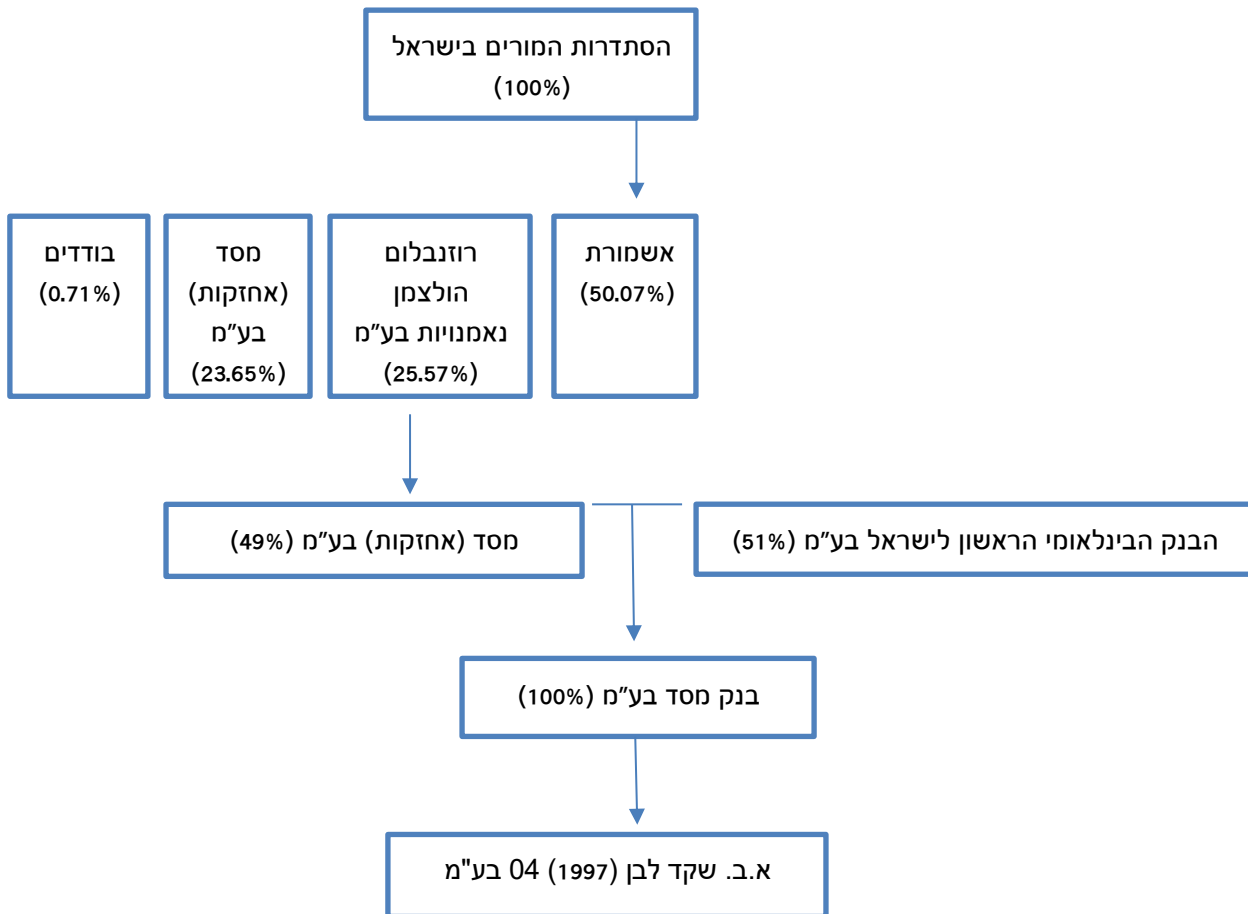 הסתדרות המורים בישראל
(100%)
אשמורת
(50.07%)
רוזנבלום
הולצמן
נאמנויות בע"מ
(25.57%)
מסד
(אחזקות)
בע"מ
(23.65%)
בודדים
(0.71%)
הבנק הבינלאומי הראשון לישראל בע"מ (51%)
מסד (אחזקות) בע"מ (49%)
בנק מסד בע"מ (100%)
א.ב. שקד לבן (1997) 04 בע"מ